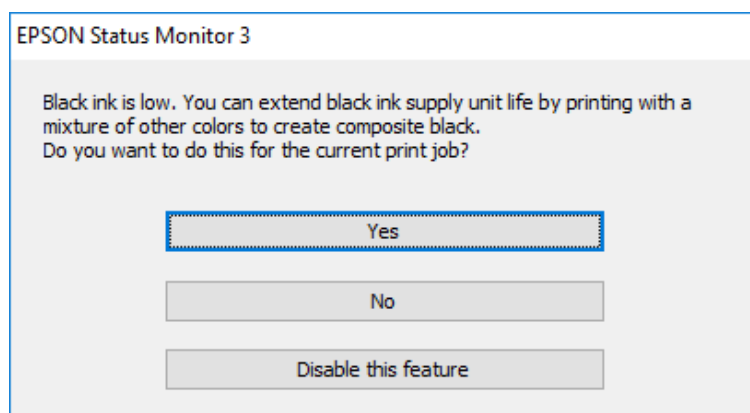 EPSON Status Monitor 3
Black ink is low. You can extend black ink supply unit life by printing with a
mixture of other colors to create composite black.
Do you want to do this for the current print job?
Yes
No
Disable this feature